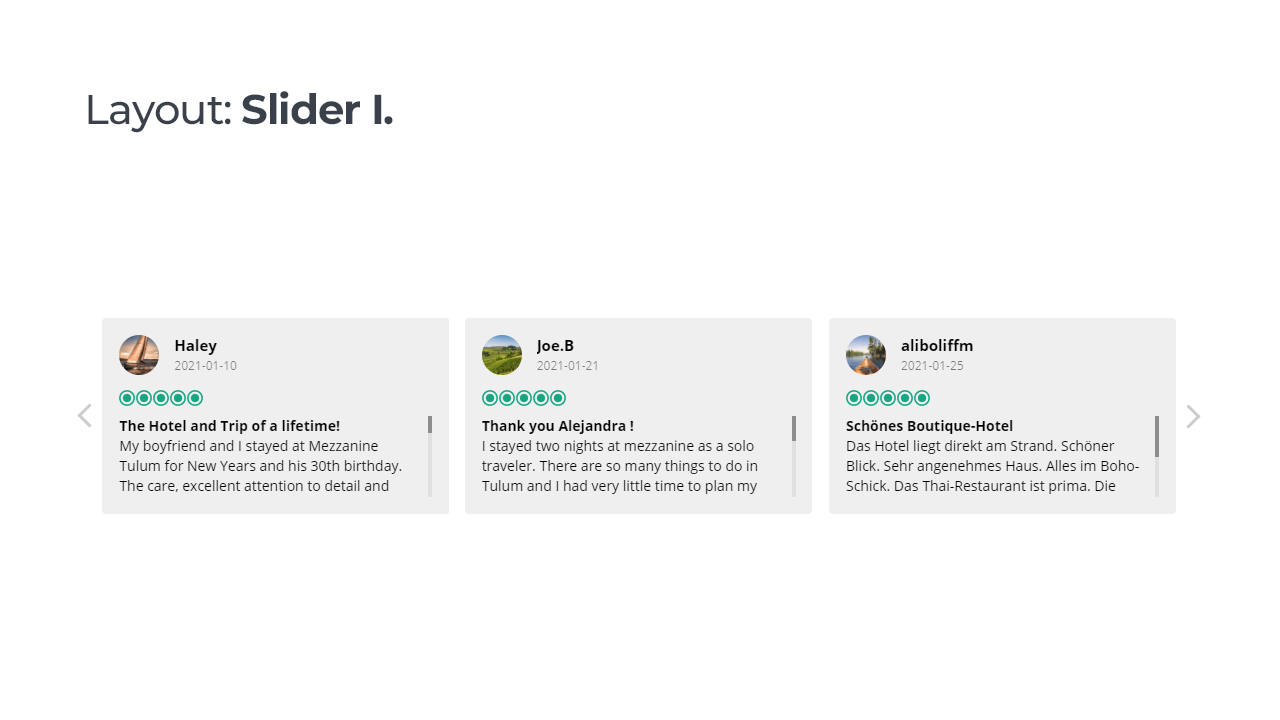 Layout: Slider I.
Haley
2021-01-10
The Hotel and Trip of a lifetime!
My boyfriend and I stayed at Mezzanine
Tulum for New Years and his 30th birthday.
The care, excellent attention to detail and
Joe.B
2021-01-21
Thank you Alejandra !
I stayed two nights at mezzanine as a solo
traveler. There are so many things to do in
Tulum and I had very little time to plan my
aliboliffm
2021-01-25
Schönes Boutique-Hotel
Das Hotel liegt direkt am Strand. Schöner
Blick. Sehr angenehmes Haus. Alles im Boho-
Schick. Das Thai-Restaurant ist prima. Die